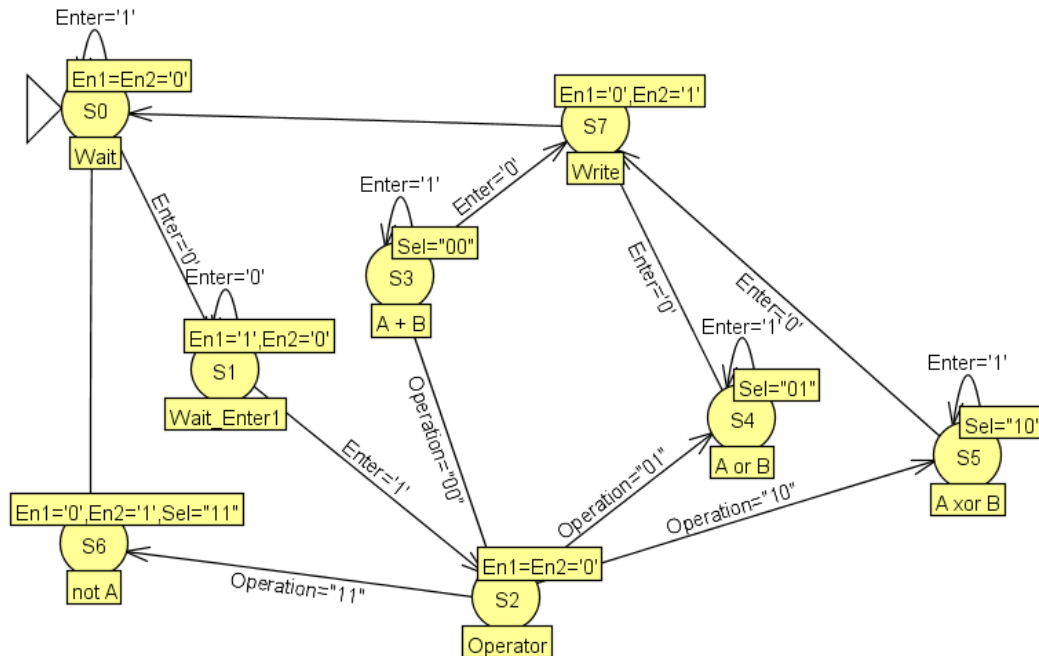 Enter='1'
En1=En2='0'
S0
Wait
En1='0',En2='1'
S7
Write
Enter='1'
Enter='0'
Sel="00"
S3
A + B
Enter='0'
Enter='0'
En1='1',En2='0'
S1
Wait_Enter1
Enter='0'
Enter='0'
Enter='1'
Sel="01"
S4
A or B
Enter='1'
Sel="10"
S5
A xor B
Operation="00"
Enter='1'
Operation="01"
Operation="10"
En1='0',En2='1',Sel="11"
S6
not A
Operation="11"
En1=En2='0'
S2
Operator